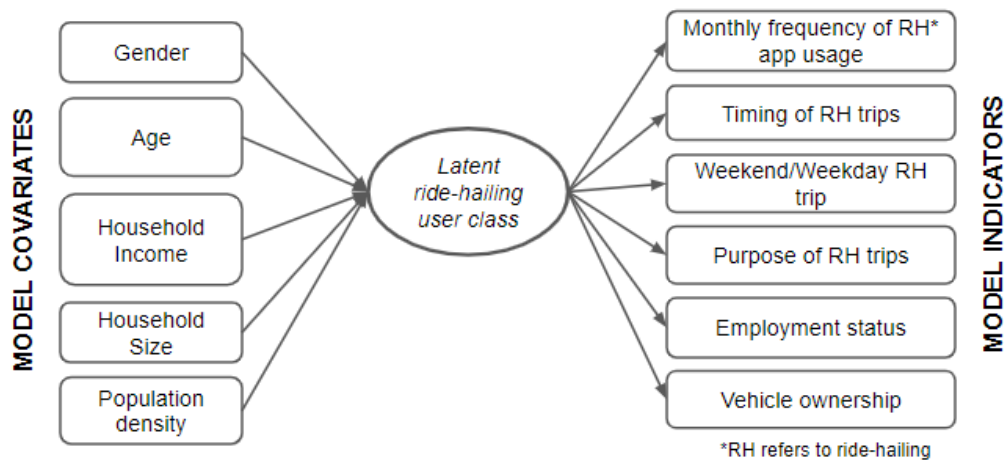 MODEL COVARIATES
Gender
Age
Household
Income
Household
Size
Population
density
Latent
ride-hailing
user class
Monthly frequency of RH*
app usage
Timing of RH trips
Weekend/Weekday RH
trip
Purpose of RH trips
Employment status
Vehicle ownership
MODEL INDICATORS
*RH refers to ride-hailing